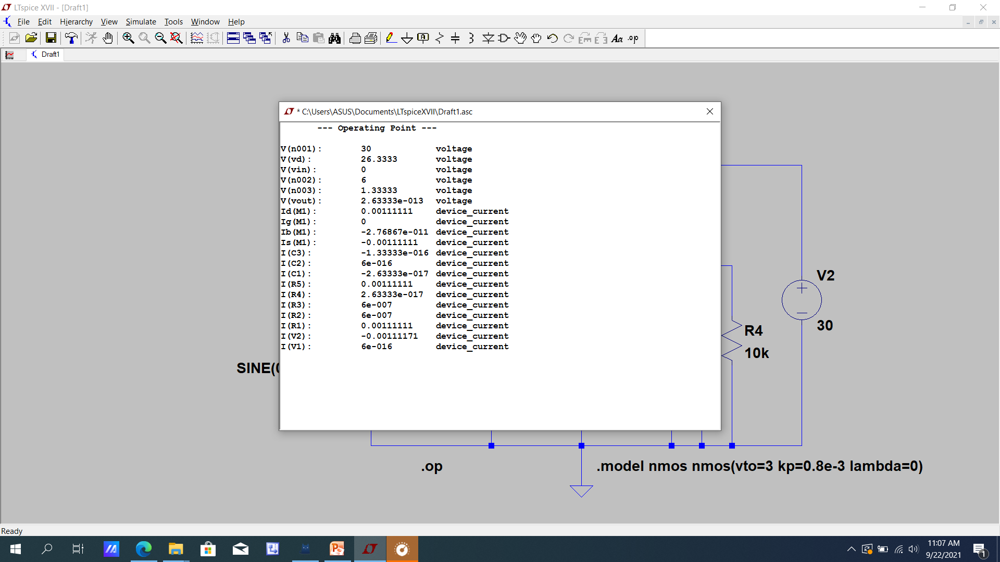 LTspice XVII - [Draft1]
File Edit Hierarchy View Simulate Tools Window Help
Aa .op
Draft1
* C:\Users\ASUS\Documents\LTspiceXVII\Draft1.asc
--- Operating Point ---
V(n001): 30 voltage
V(vd): 26.3333 voltage
V(vin): 0 voltage
V(n002): 6 voltage
V(n003): 1.33333 voltage
V(vout): 2.63333e-013 voltage
Id(M1): 0.00111111 device_current
Ig(M1): 0 device_current
Ib(M1): -2.76867e-011 device_current
Is(M1): -0.00111111 device_current
I(C3): -1.33333e-016 device_current
I(C2): 6e-016 device_current
I(C1): -2.63333e-017 device_current
I(R5): 0.00111111 device_current
I(R4): 2.63333e-017 device_current
I(R3): 6e-007 device_current
I(R2): 6e-007 device_current
I(R1): 0.00111111 device_current
I(V2): -0.00111171 device_current
I(V1): 6e-016 device_current
V2
30
R4
10k
SINE(
.op
.model nmos nmos(vto=3 kp=0.8e-3 lambda=0)
Ready
11:07 AM
9/22/2021
1